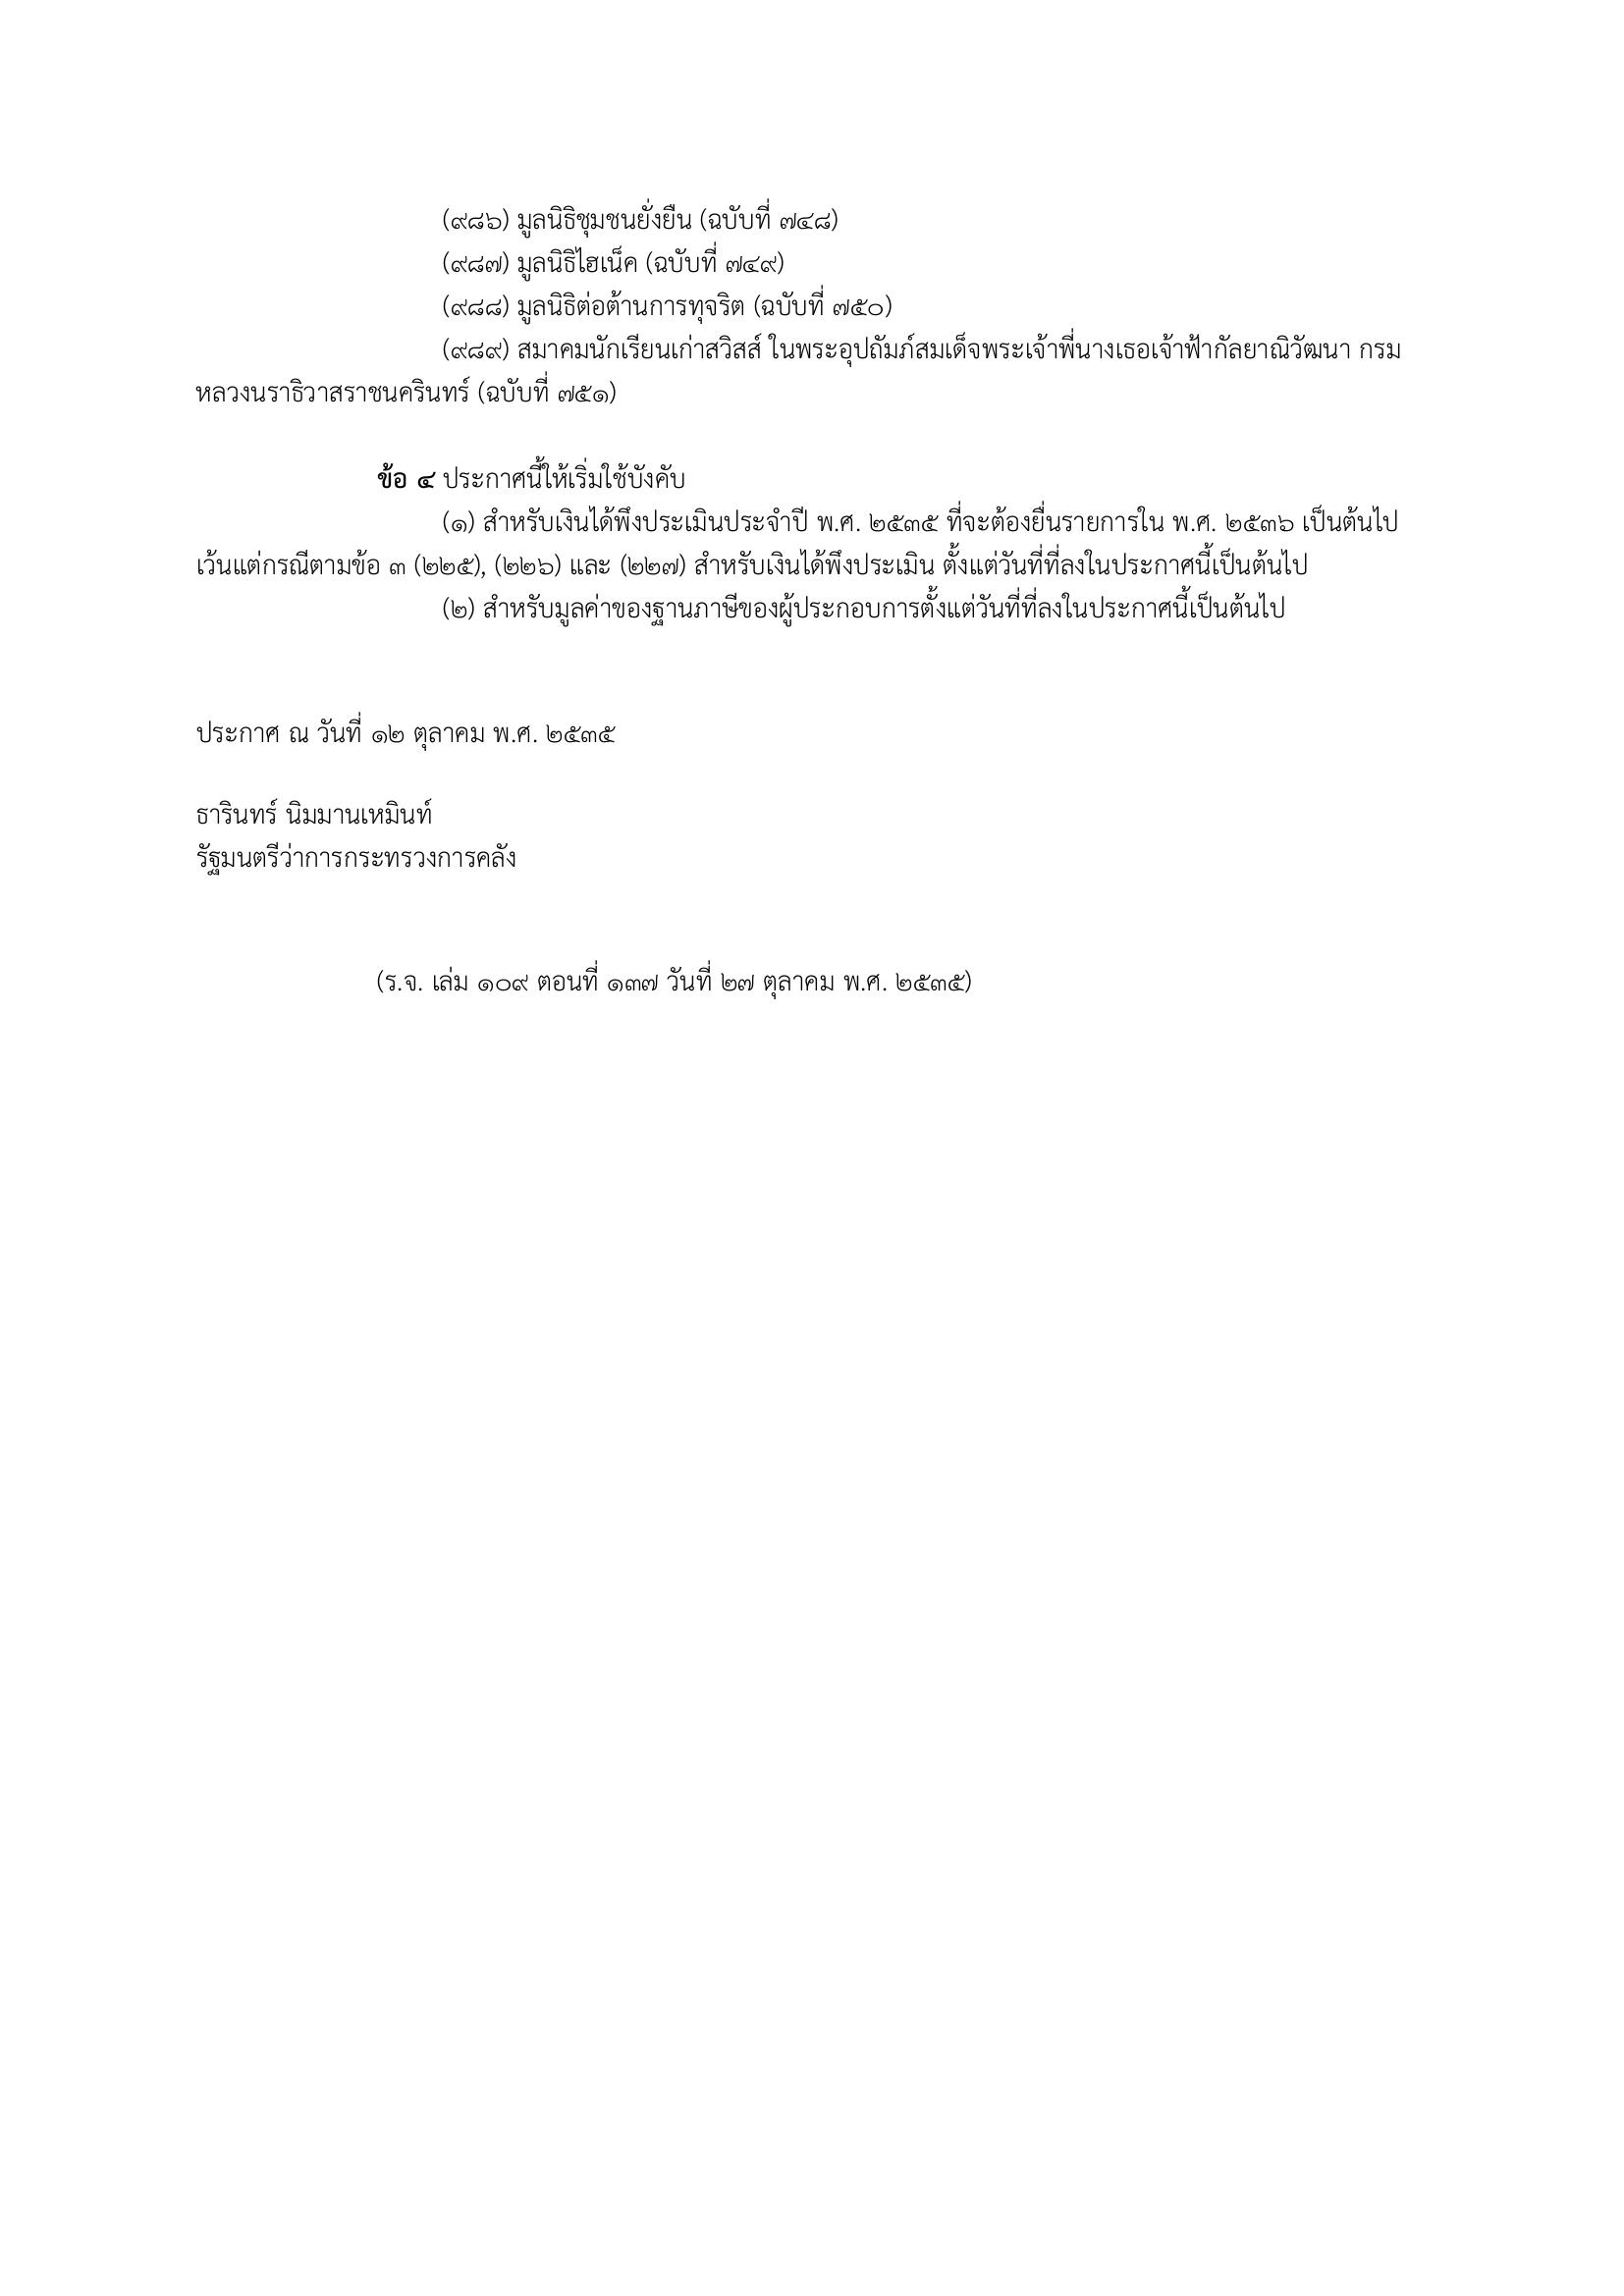 (๙๘๖) มูลนิธิชุมชนยั่งยืน (ฉบับที่ ๗๔๘)
(๙๘๗) มูลนิธิไฮเน็ค (ฉบับที่ ๗๔๙)
(๙๘๘) มูลนิธิต่อต้านการทุจริต (ฉบับที่ ๗๕๐)
(๙๘๙) สมาคมนักเรียนเก่าสวิสส์ ในพระอุปถัมภ์สมเด็จพระเจ้าพี่นางเธอเจ้าฟ้ากัลยาณิวัฒนา กรม
หลวงนราธิวาสราชนครินทร์ (ฉบับที่ ๗๕๑)
ข้อ ๔ ประกาศนี้ให้เริ่มใช้บังคับ
(๑) สำหรับเงินได้พึงประเมินประจำปี พ.ศ. ๒๕๓๕ ที่จะต้องยื่นรายการใน พ.ศ. ๒๕๓๖ เป็นต้นไป
เว้นแต่กรณีตามข้อ ๓ (๒๒๕), (๒๒๖) และ (๒๒๗) สำหรับเงินได้พึงประเมิน ตั้งแต่วันที่ที่ลงในประกาศนี้เป็นต้นไป
(๒) สำหรับมูลค่าของฐานภาษีของผู้ประกอบการตั้งแต่วันที่ที่ลงในประกาศนี้เป็นต้นไป
ประกาศ ณ วันที่ ๑๒ ตุลาคม พ.ศ. ๒๕๓๕
ธารินทร์ นิมมานเหมินท์
รัฐมนตรีว่าการกระทรวงการคลัง
(ร.จ. เล่ม ๑๐๙ ตอนที่ ๑๓๗ วันที่ ๒๗ ตุลาคม พ.ศ. ๒๕๓๕)